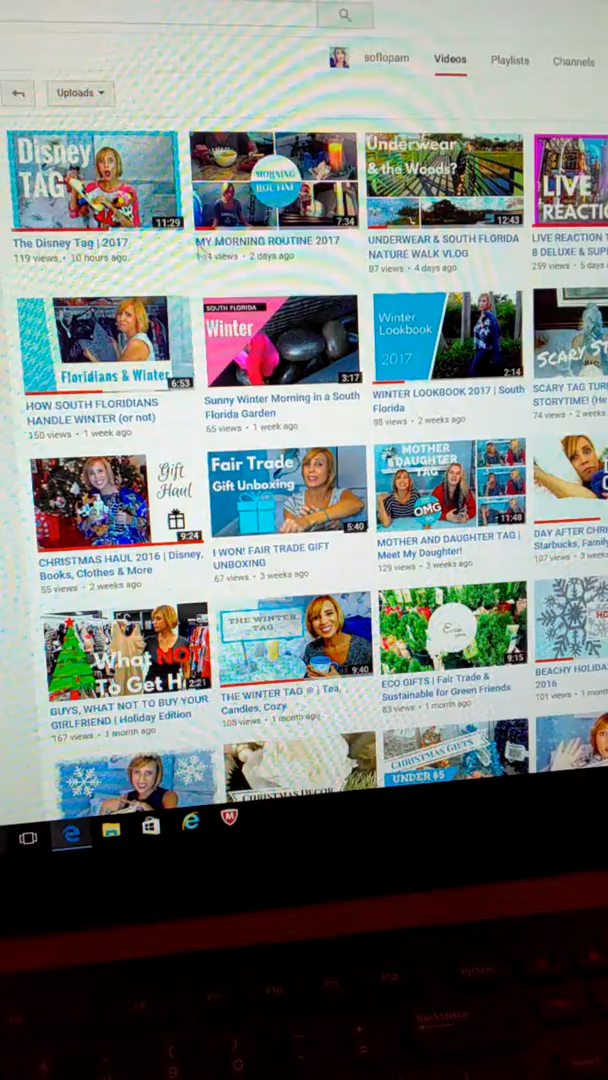 soflopam Videos Playlists Channels
Uploads
Disney
TAG
11:29
MORNING
ROUTINE
7:34
Underwear
& the Woods?
12:43
LIVE
REACTIO
The Disney Tag | 2017
119 views • 10 hours ago
MY MORNING ROUTINE 2017
views • 2 days ago
UNDERWEAR & SOUTH FLORIDA
NATURE WALK VLOG
87 views • 4 days ago
LIVE REACTION T
8 DELUXE & SUP
259 views • 5 days
Floridians & Winter
6:53
SOUTH FLORIDA
Winter
3:17
Winter
Lookbook
2017
2:14
SCARY ST
HOW SOUTH FLORIDIANS
HANDLE WINTER (or not)
150 views • 1 week ago
Sunny Winter Morning in a South
Florida Garden
65 views • 1 week ago
WINTER LOOKBOOK 2017 | South
Florida
98 views • 2 weeks ago
SCARY TAG TUR
STORYTIME! (He
74 views • 2 week
Gift
Haul
9:24
Fair Trade
Gift Unboxing
5:40
MOTHER
DAUGHTER
TAG
OMG
11:48
CHRISTMAS HAUL 2016 | Disney,
Books, Clothes & More
55 views • 2 weeks ago
I WON! FAIR TRADE GIFT
UNBOXING
67 views • 3 weeks ago
MOTHER AND DAUGHTER TAG |
Meet My Daughter!
129 views • 3 weeks ago
DAY AFTER CHR
Starbucks, Family
107 views • 3 week
What NOT
To Get H
2:21
THE WINTER
TAG
9:40
9:15
HO
GUYS, WHAT NOT TO BUY YOUR
GIRLFRIEND | Holiday Edition
167 views • 1 month ago
THE WINTER TAG ❄ | Tea,
Candles, Cozy
108 views • 1 month ago
ECO GIFTS | Fair Trade &
Sustainable for Green Friends
83 views • 1 month ago
BEACHY HOLIDA
2016
101 views • 1 mon
CHRISTMAS DECOR
CHRISTMAS GIFTS
UNDER $5
Backspace